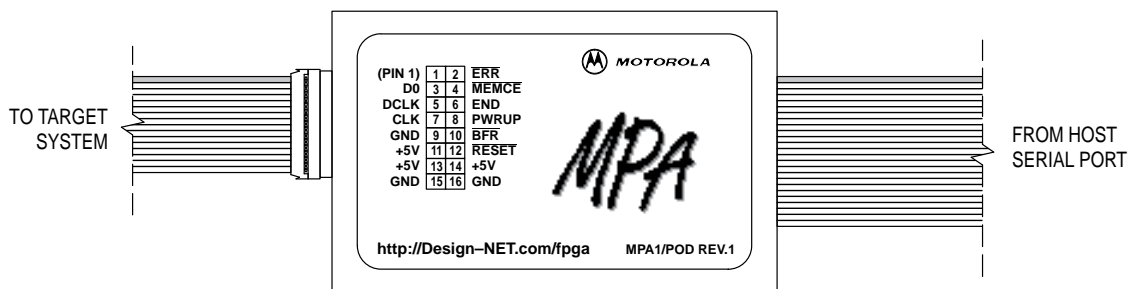 MOTOROLA
(PIN 1) 1 2 ERR
D0 3 4 MEMCE
DCLK 5 6 END
CLK 7 8 PWRUP
GND 9 10 BFR
+5V 11 12 RESET
+5V 13 14 +5V
GND 15 16 GND
TO TARGET
SYSTEM
MPA
FROM HOST
SERIAL PORT
http://Design–NET.com/fpga MPA1/POD REV.1